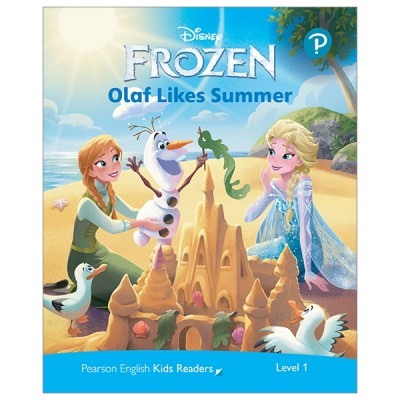 Disney
FROZEN
Olaf Likes Summer
P
Pearson English Kids Readers
Level 1